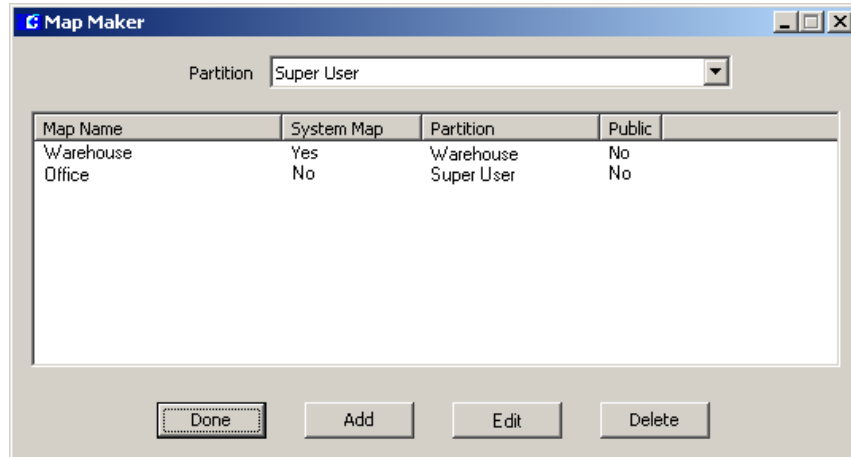 Map Maker
Partition Super User
Map Name System Map Partition Public
Warehouse Yes Warehouse No
Office No Super User No
Done Add Edit Delete